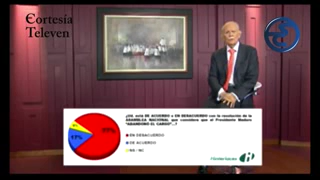 Cortesía
Televen
¿Ud. está DE ACUERDO o EN DESACUERDO con la resolución de la
ASAMBLEA NACIONAL que considera que el Presidente Maduro
"ABANDONÓ EL CARGO"...?
17%
EN DESACUERDO
DE ACUERDO
NS / NC